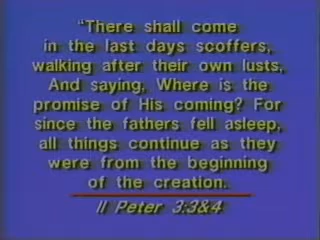 "There shall come
in the last days scoffers,
walking after their own lusts,
And saying, Where is the
promise of His coming? For
since the fathers fell asleep,
all things continue as they
were from the beginning
of the creation.
II Peter 3:3&4